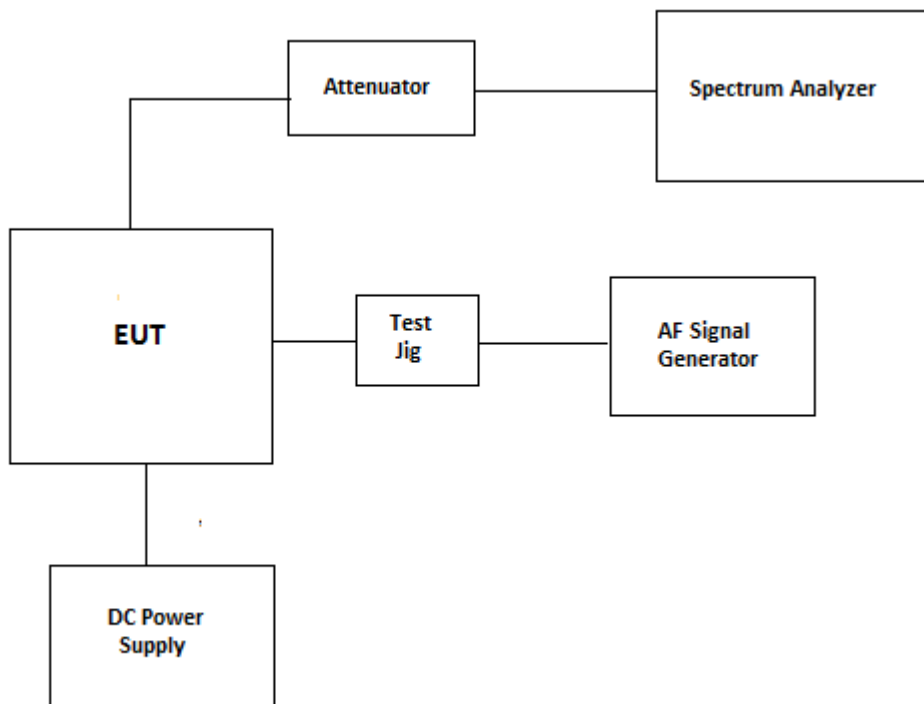 Attenuator
Spectrum Analyzer
EUT
Test
Jig
AF Signal
Generator
DC Power
Supply